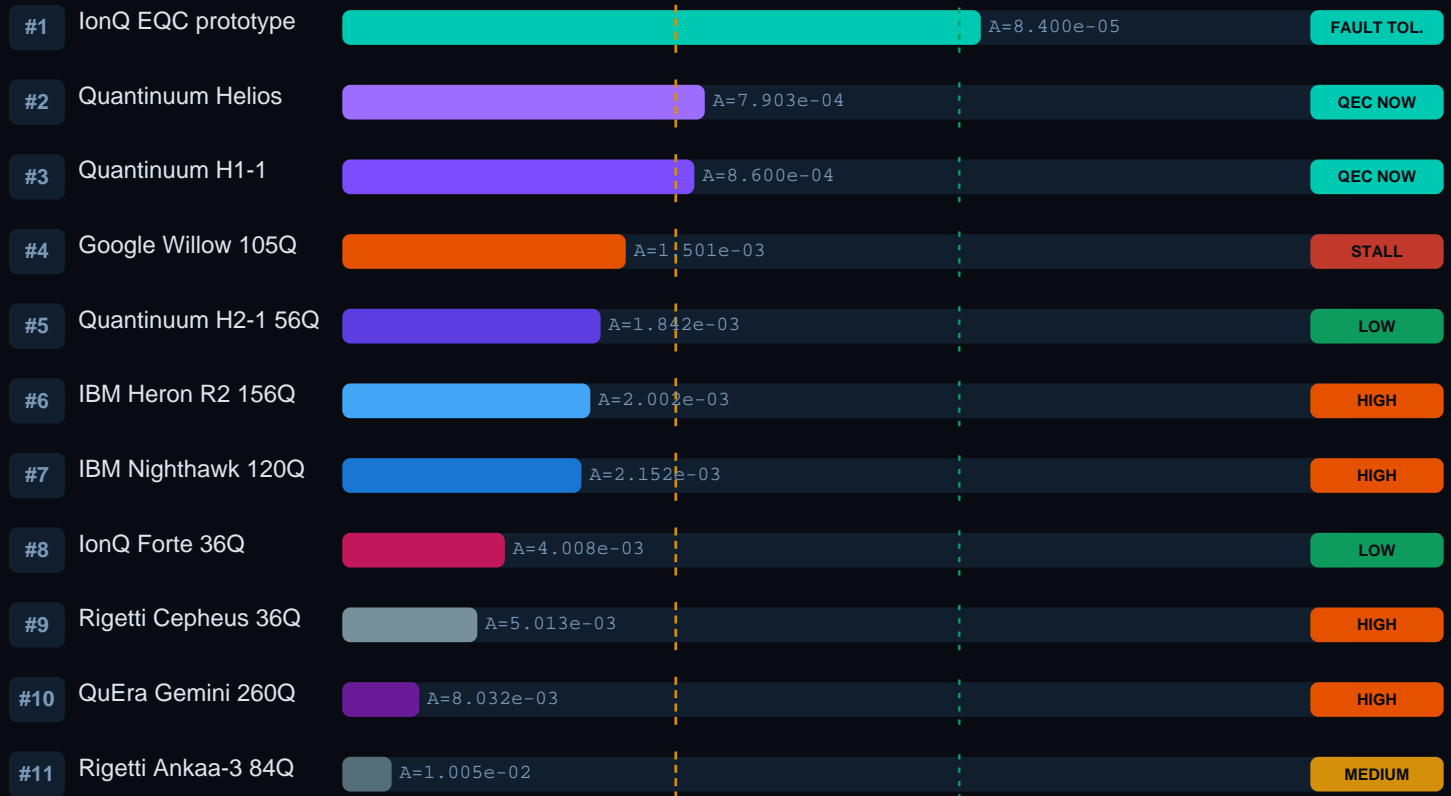 #1 IonQ EQC prototype A=8.400e-05 FAULT TOL.
#2 Quantinuum Helios A=7.903e-04 QEC NOW
#3 Quantinuum H1-1 A=8.600e-04 QEC NOW
#4 Google Willow 105Q A=1.501e-03 STALL
#5 Quantinuum H2-1 56Q A=1.842e-03 LOW
#6 IBM Heron R2 156Q A=2.002e-03 HIGH
#7 IBM Nighthawk 120Q A=2.152e-03 HIGH
#8 IonQ Forte 36Q A=4.008e-03 LOW
#9 Rigetti Cepheus 36Q A=5.013e-03 HIGH
#10 QuEra Gemini 260Q A=8.032e-03 HIGH
#11 Rigetti Ankaa-3 84Q A=1.005e-02 MEDIUM